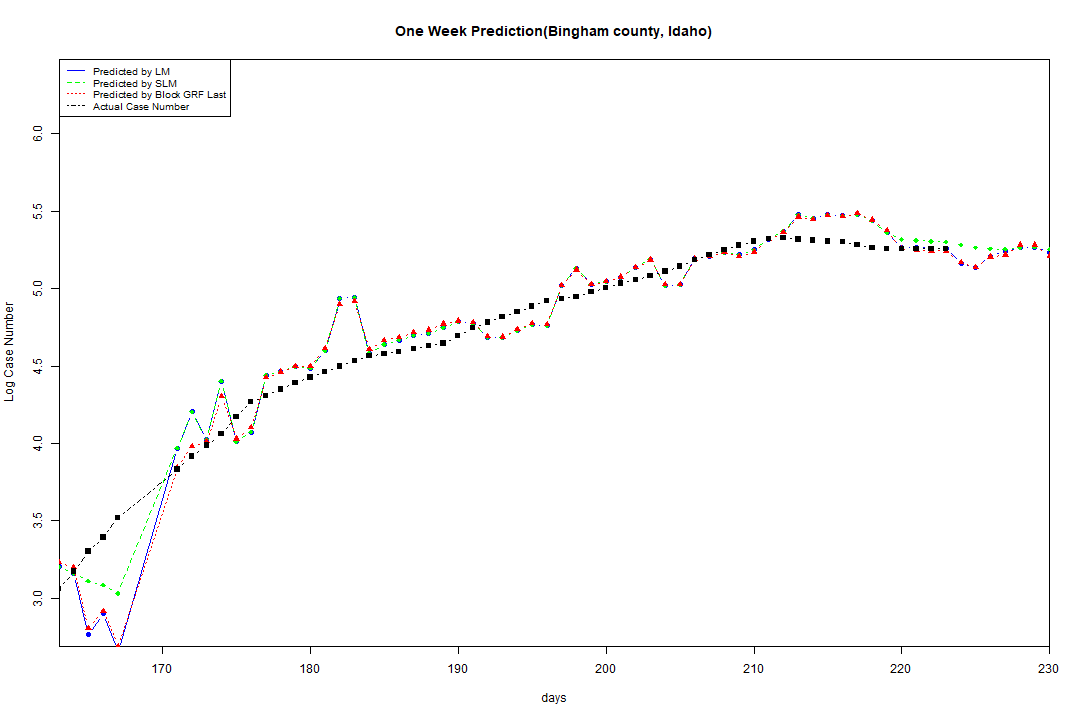 One Week Prediction(Bingham county, Idaho)
Predicted by LM
Predicted by SLM
Predicted by Block GRF Last
Actual Case Number
Log Case Number
6.0
5.5
5.0
4.5
4.0
3.5
3.0
170 180 190 200 210 220 230
days